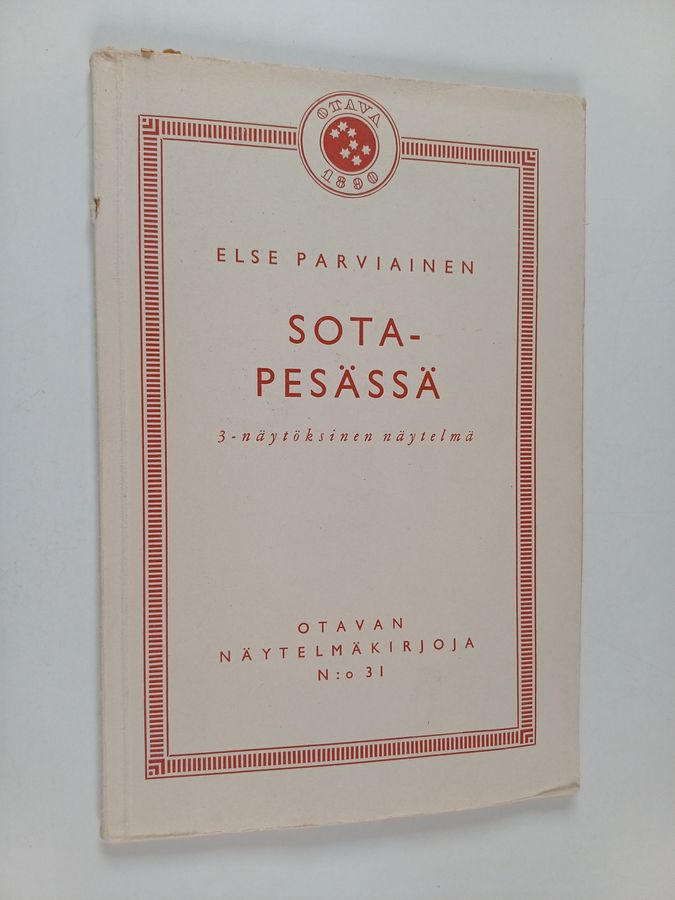 OTAVA
1890
ELSE PARVIAINEN
SOTA-
PESÄSSÄ
3-näytöksinen näytelmä
OTAVAN
NÄYTELMÄKIRJOJA
N:o 31